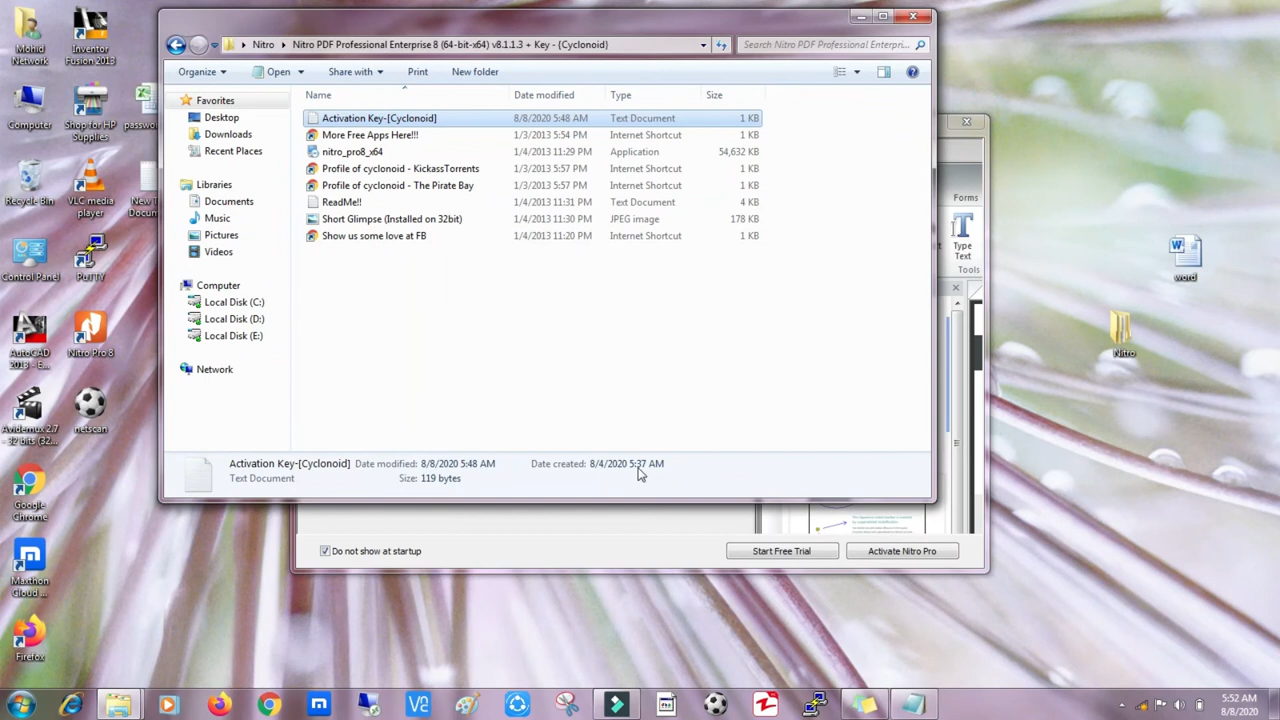 Mohid
Network
Inventor
Fusion 2013
Computer
Shop for HP
Supplies
passwo
Recycle Bin
VLC media
player
New T
Docum
Control Panel
PuTTY
AutoCAD
2013 - E...
Nitro Pro 8
Avidemux 2.7
- 32 bits (32...
netscan
Google
Chrome
Maxthon
Cloud ...
Firefox
Nitro
Nitro PDF Professional Enterprise 8 (64-bit-x64) v8.1.1.3 + Key - {Cyclonoid}
Search Nitro PDF Professional Enterpri...
Organize
Open
Share with
Print
New folder
Favorites
Desktop
Downloads
Recent Places
Libraries
Documents
Music
Pictures
Videos
Computer
Local Disk (C:)
Local Disk (D:)
Local Disk (E:)
Network
Name Date modified Type Size
Activation Key-[Cyclonoid] 8/8/2020 5:48 AM Text Document 1 KB
More Free Apps Here!!! 1/3/2013 5:54 PM Internet Shortcut 1 KB
nitro_pro8_x64 1/4/2013 11:29 PM Application 54,632 KB
Profile of cyclonoid - KickassTorrents 1/3/2013 5:57 PM Internet Shortcut 1 KB
Profile of cyclonoid - The Pirate Bay 1/3/2013 5:57 PM Internet Shortcut 1 KB
ReadMe!! 1/4/2013 11:31 PM Text Document 4 KB
Short Glimpse (Installed on 32bit) 1/4/2013 11:30 PM JPEG image 178 KB
Show us some love at FB 1/4/2013 11:20 PM Internet Shortcut 1 KB
Activation Key-[Cyclonoid] Date modified: 8/8/2020 5:48 AM Date created: 8/4/2020 5:37 AM
Text Document Size: 119 bytes
Forms
Type
Text
Tools
Do not show at startup
Start Free Trial
Activate Nitro Pro
word
Nitro
5:52 AM
8/8/2020